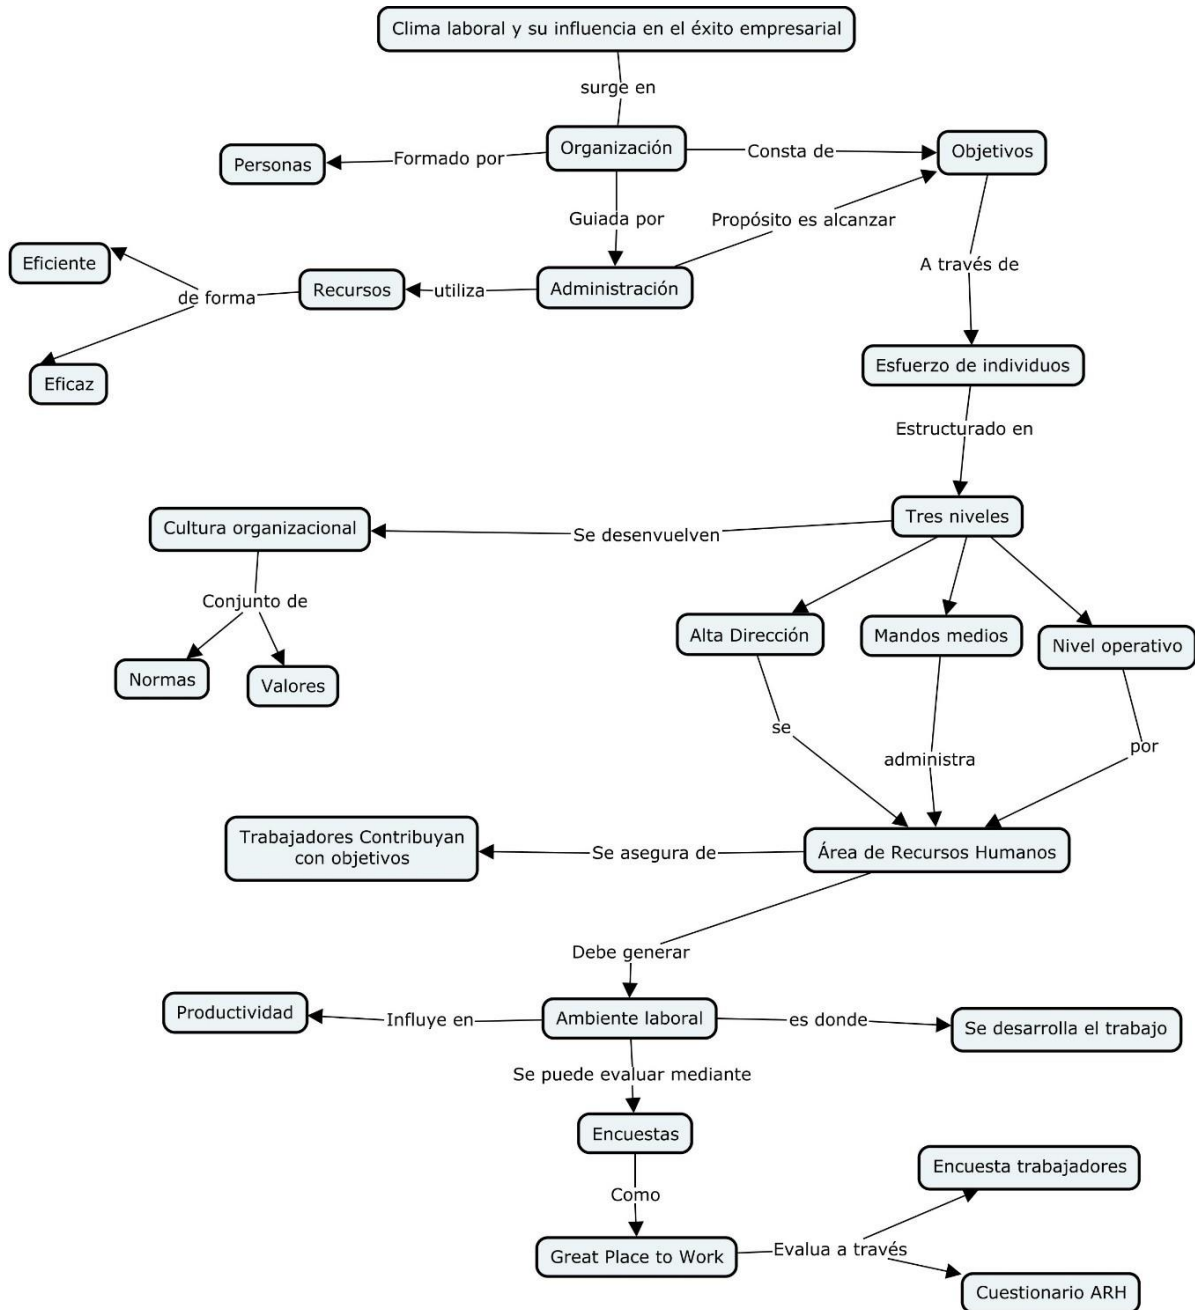 Clima laboral y su influencia en el éxito empresarial
surge en
Personas
Formado por
Organización
Consta de
Objetivos
Guiada por
Propósito es alcanzar
Eficiente
de forma
Recursos
utiliza
Administración
A través de
Eficaz
Esfuerzo de individuos
Estructurado en
Cultura organizacional
Se desenvuelven
Tres niveles
Conjunto de
Normas
Valores
Alta Dirección
Mandos medios
Nivel operativo
se
administra
por
Trabajadores Contribuyan
con objetivos
Se asegura de
Área de Recursos Humanos
Debe generar
Productividad
Influye en
Ambiente laboral
es donde
Se desarrolla el trabajo
Se puede evaluar mediante
Encuestas
Como
Great Place to Work
Evalua a través
Encuesta trabajadores
Cuestionario ARH